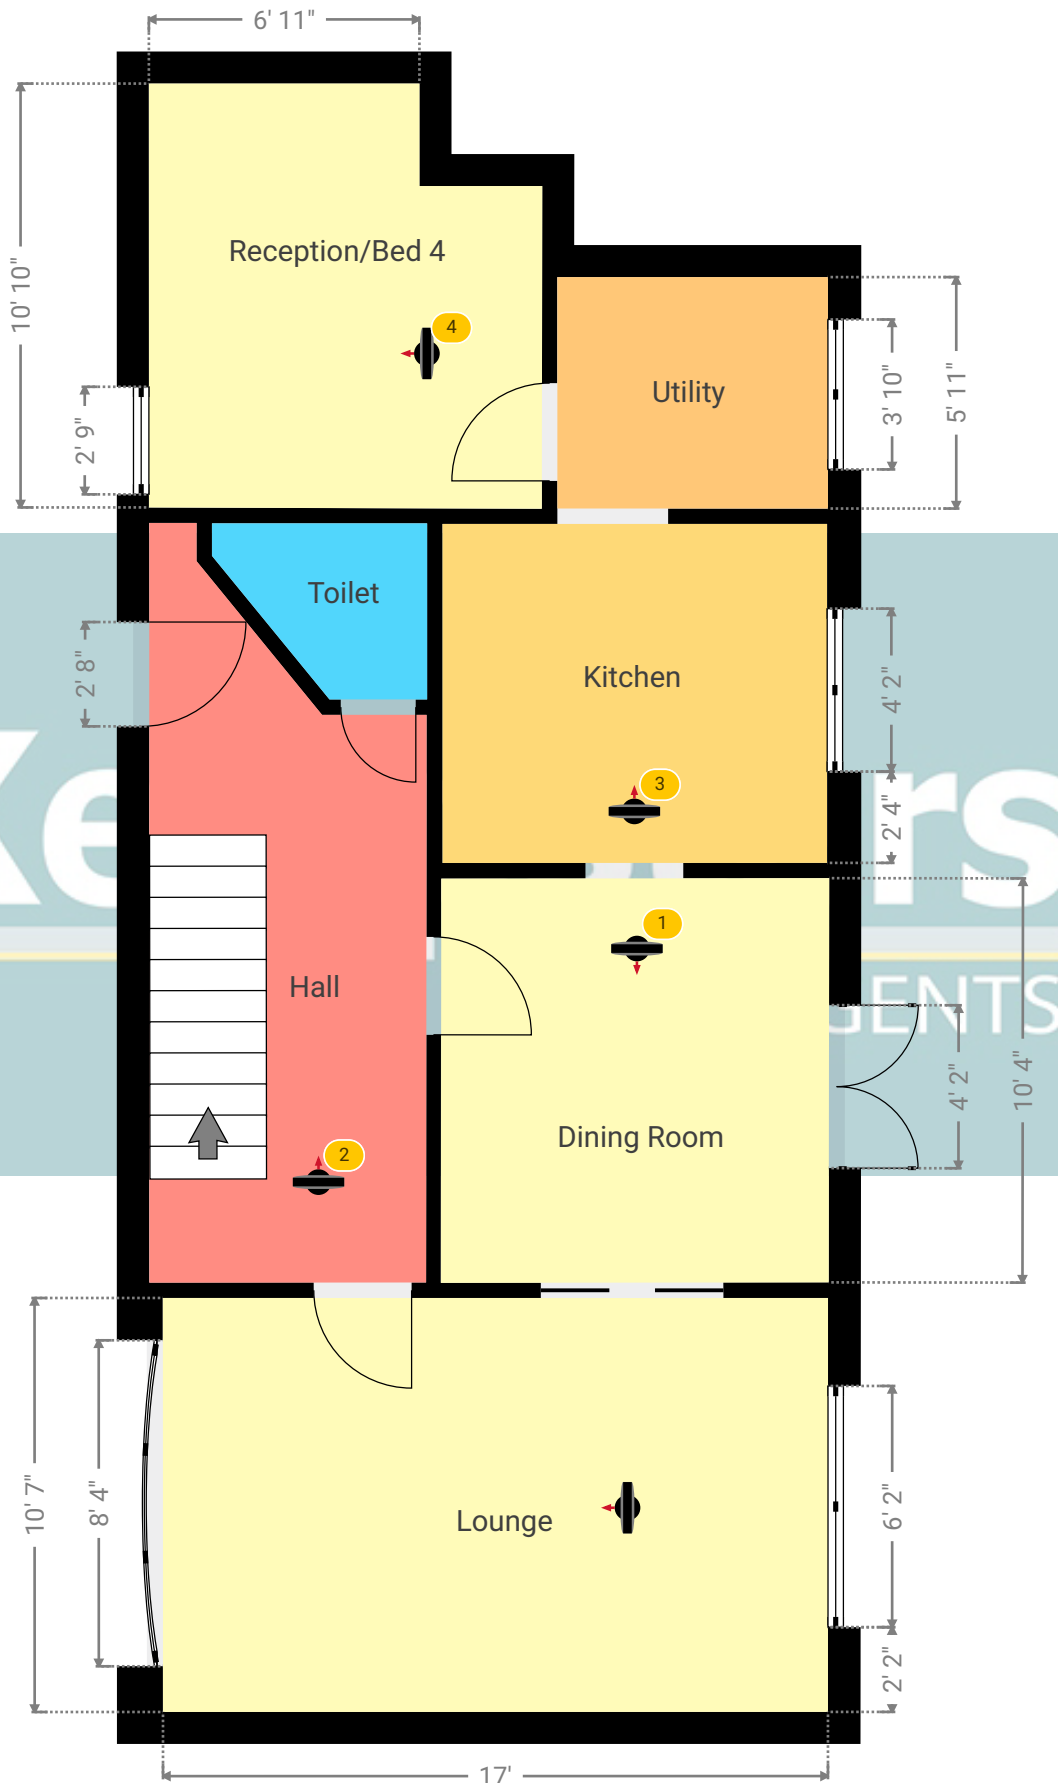 6' 11"
Reception/Bed 4
10' 10"
4
Utility
3' 10"
5' 11"
2' 9"
Toilet
2' 8"
Kitchen
4' 2"
3
2' 4"
1
Hall
4' 2"
10' 4"
Dining Room
2
10' 7"
8' 4"
Lounge
6' 2"
2' 2"
17'